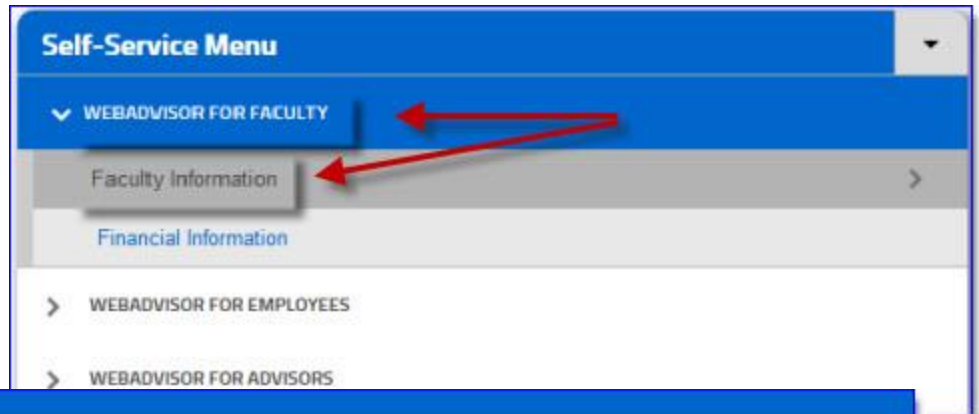 Self-Service Menu
WEBADVISOR FOR FACULTY
Faculty Information
Financial Information
WEBADVISOR FOR EMPLOYEES
WEBADVISOR FOR ADVISORS